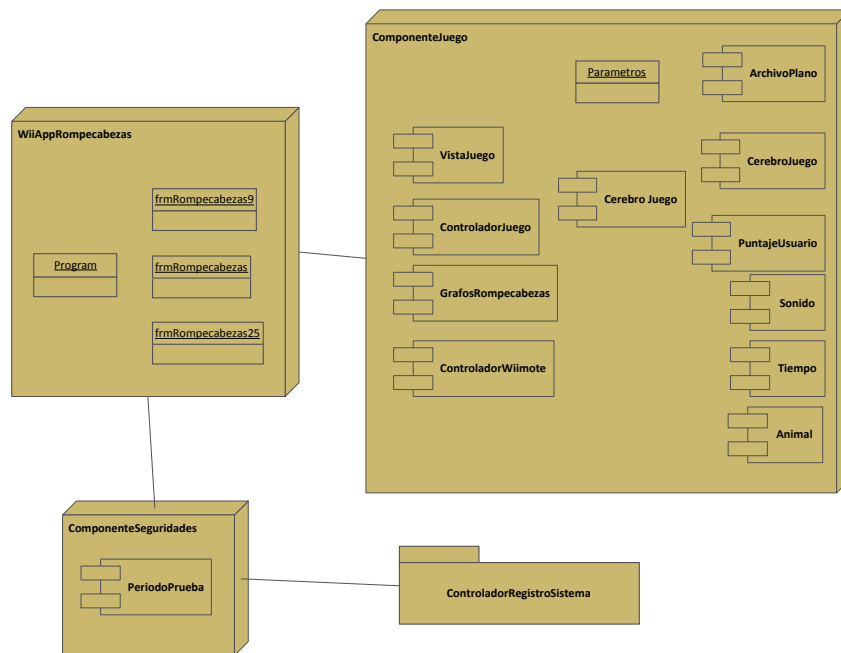 ComponenteJuego
Parametros
ArchivoPlano
VistaJuego
CerebroJuego
Cerebro Juego
ControladorJuego
PuntajeUsuario
GrafosRompecabezas
Sonido
ControladorWiimote
Tiempo
Animal
WiiAppRompecabezas
frmRompecabezas9
Program
frmRompecabezas
frmRompecabezas25
ComponenteSeguridades
PeriodoPrueba
ControladorRegistroSistema